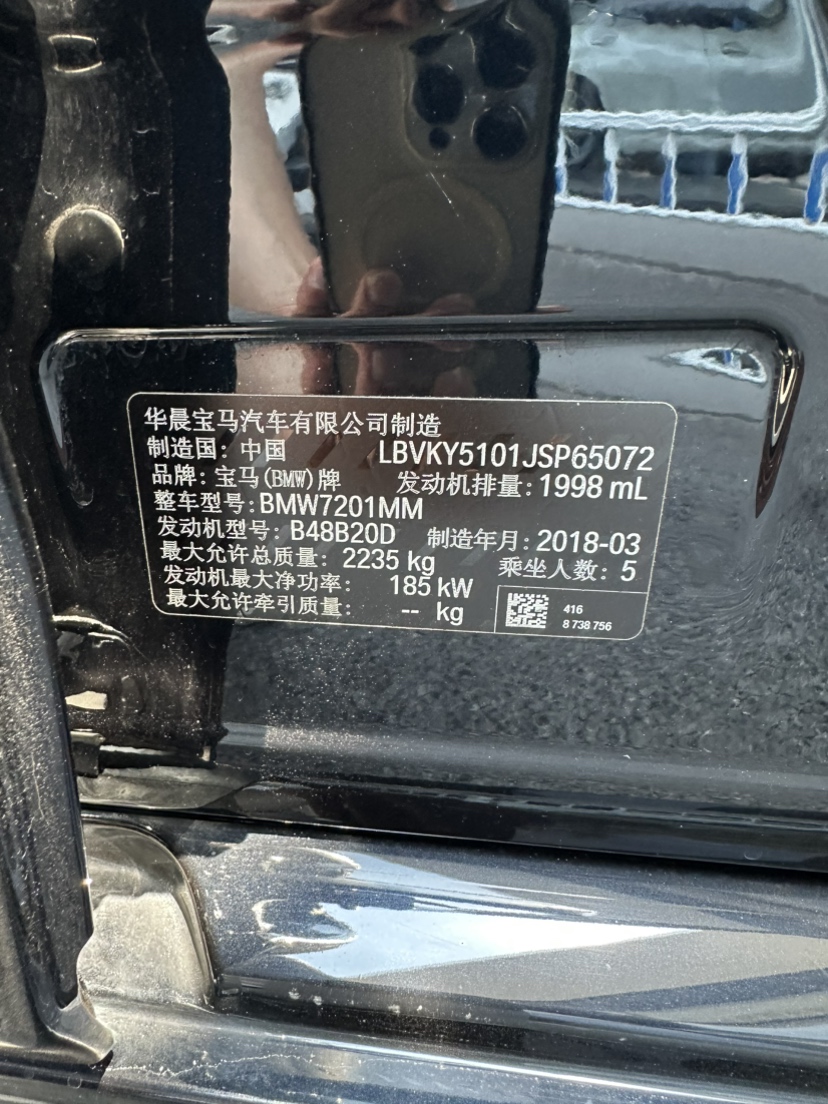 华晨宝马汽车有限公司制造
制造国：中国 LBVKY5101JSP65072
品牌：宝马(BMW)牌 发动机排量：1998 mL
整车型号：BMW7201MM
发动机型号：B48B20D 制造年月：2018-03
最大允许总质量：2235 kg 乘坐人数：5
发动机最大净功率：185 kW
最大允许牵引质量：-- kg
416
8 738 756